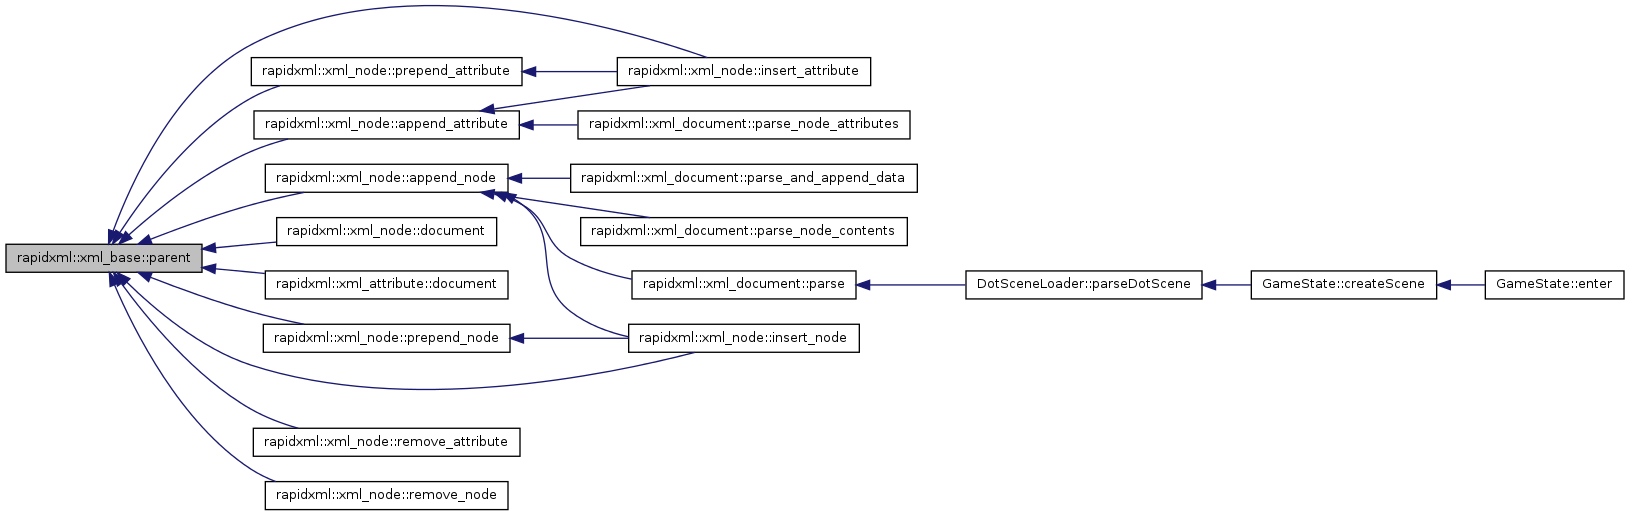 rapidxml::xml_node::prepend_attribute
rapidxml::xml_node::insert_attribute
rapidxml::xml_node::append_attribute
rapidxml::xml_document::parse_node_attributes
rapidxml::xml_node::append_node
rapidxml::xml_document::parse_and_append_data
rapidxml::xml_node::document
rapidxml::xml_document::parse_node_contents
rapidxml::xml_base::parent
rapidxml::xml_attribute::document
rapidxml::xml_document::parse
DotSceneLoader::parseDotScene
GameState::createScene
GameState::enter
rapidxml::xml_node::prepend_node
rapidxml::xml_node::insert_node
rapidxml::xml_node::remove_attribute
rapidxml::xml_node::remove_node